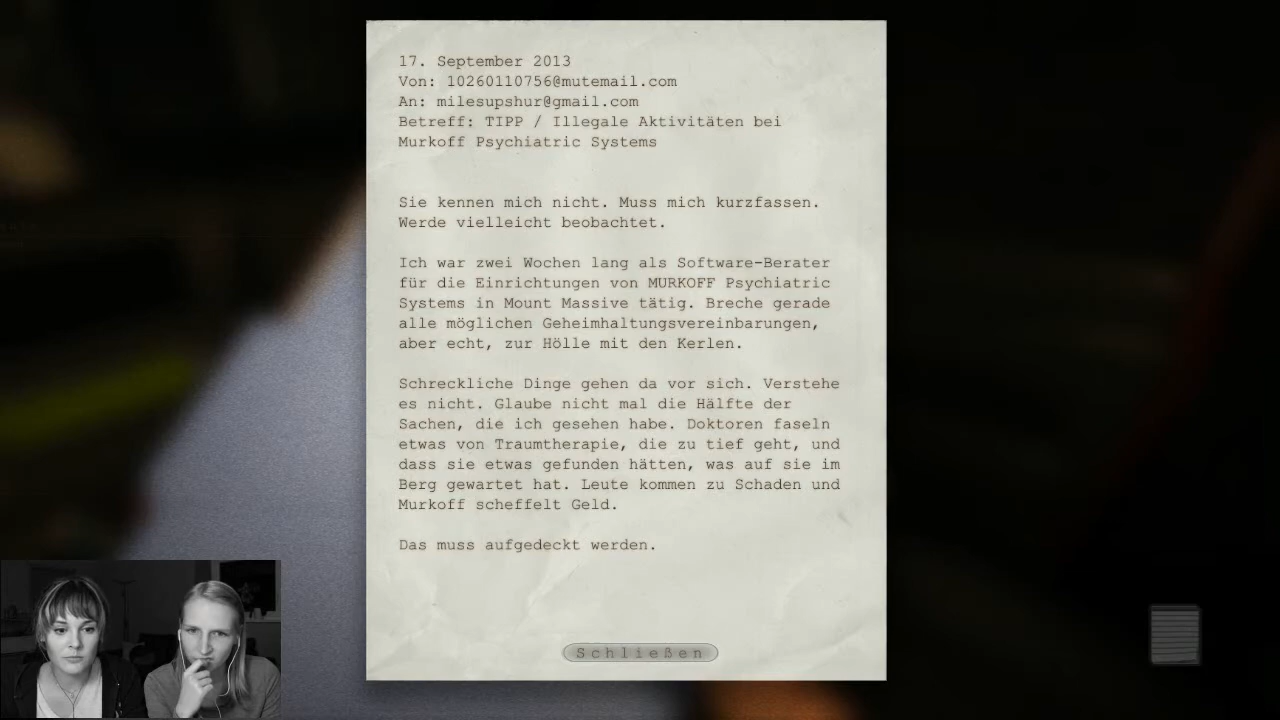 17. September 2013
Von: 10260110756@mutemail.com
An: milesupshur@gmail.com
Betreff: TIPP / Illegale Aktivitäten bei
Murkoff Psychiatric Systems
Sie kennen mich nicht. Muss mich kurzfassen.
Werde vielleicht beobachtet.
Ich war zwei Wochen lang als Software-Berater
für die Einrichtungen von MURKOFF Psychiatric
Systems in Mount Massive tätig. Breche gerade
alle möglichen Geheimhaltungsvereinbarungen,
aber echt, zur Hölle mit den Kerlen.
Schreckliche Dinge gehen da vor sich. Verstehe
es nicht. Glaube nicht mal die Hälfte der
Sachen, die ich gesehen habe. Doktoren faseln
etwas von Traumtherapie, die zu tief geht, und
dass sie etwas gefunden hätten, was auf sie im
Berg gewartet hat. Leute kommen zu Schaden und
Murkoff scheffelt Geld.
Das muss aufgedeckt werden.
Schließen